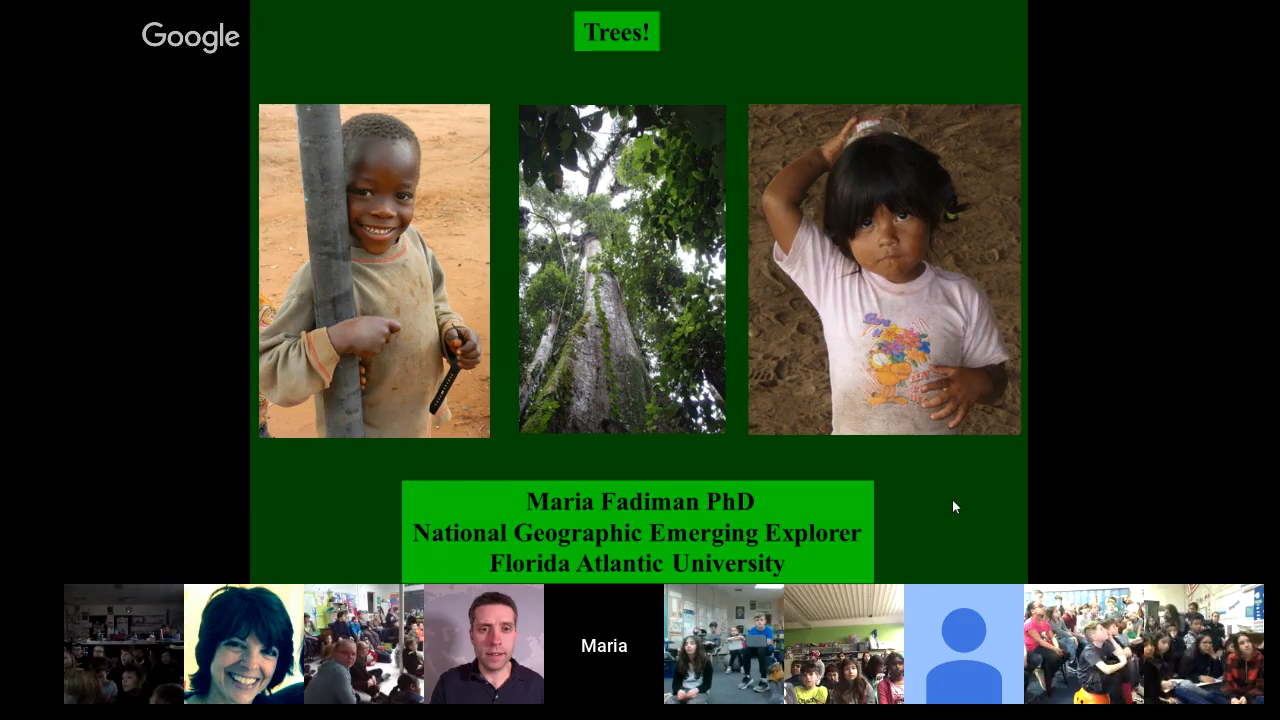 Google
Trees!
Maria Fadiman PhD
National Geographic Emerging Explorer
Florida Atlantic University
Maria